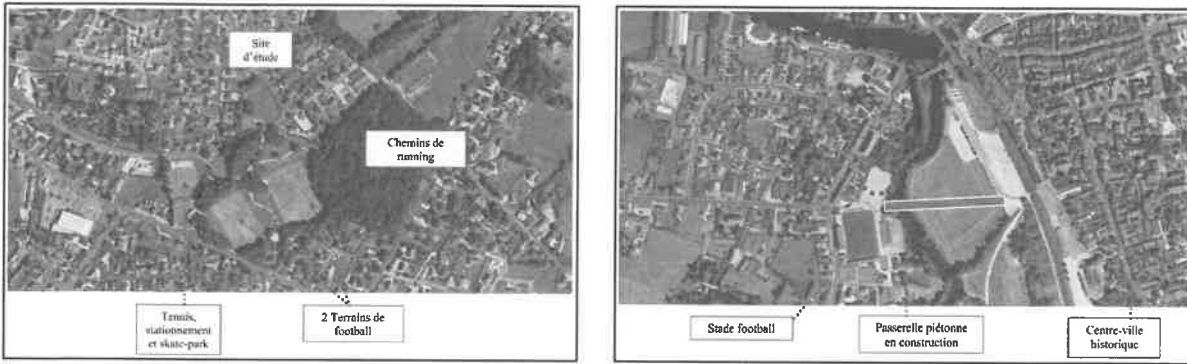 Site
d'étude
Chemins de
running
Tennis,
stationnement
et skate-park
2 Terrains de
football
Stade football
Passerelle piétonne
en construction
Centre-ville
historique